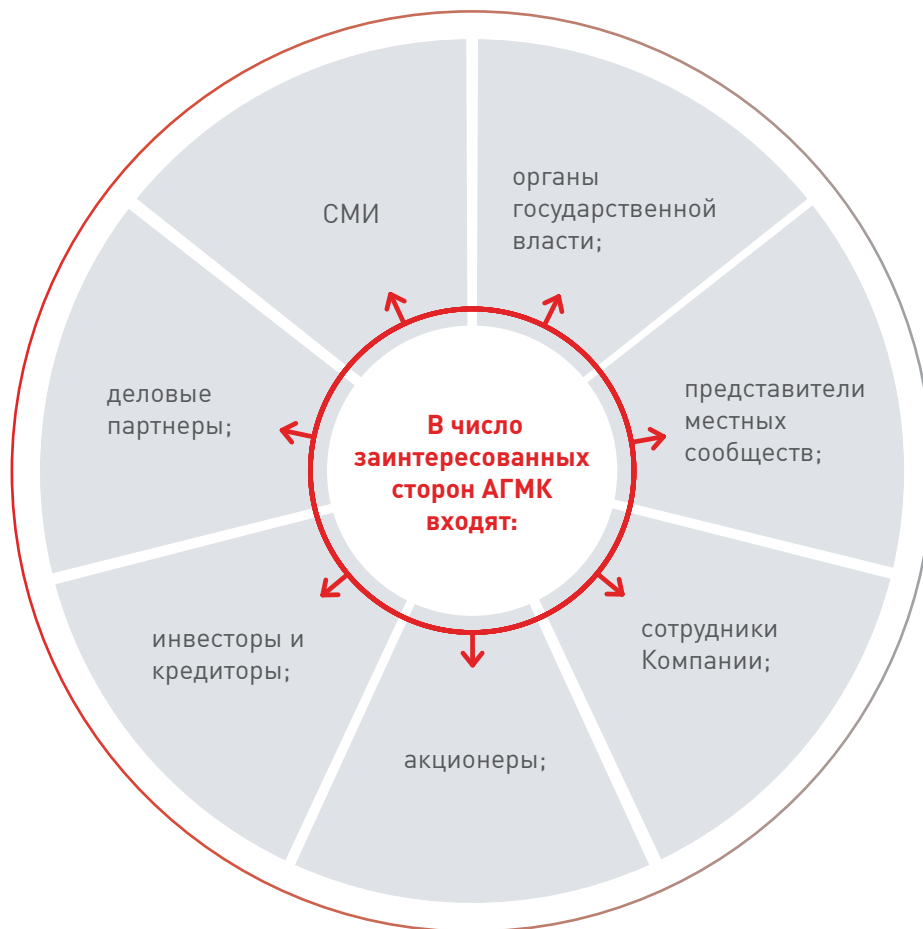 В число
заинтересованных
сторон АГМК
входят:
органы
государственной
власти;
представители
местных
сообществ;
сотрудники
Компании;
акционеры;
инвесторы и
кредиторы;
деловые
партнеры;
СМИ